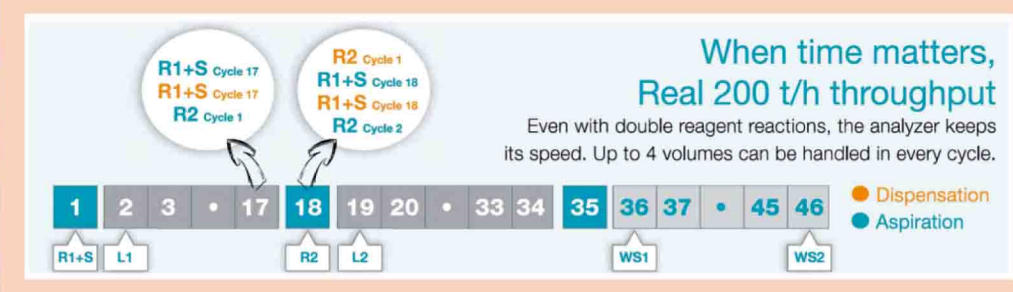 R1+S Cycle 17
R1+S Cycle 17
R2 Cycle 1
R2 Cycle 1
R1+S Cycle 18
R1+S Cycle 18
R2 Cycle 2
When time matters,
Real 200 t/h throughput
Even with double reagent reactions, the analyzer keeps
its speed. Up to 4 volumes can be handled in every cycle.
1 2 3 • 17 18 19 20 • 33 34 35 36 37 • 45 46
Dispensation
Aspiration
R1+S L1 R2 L2 WS1 WS2